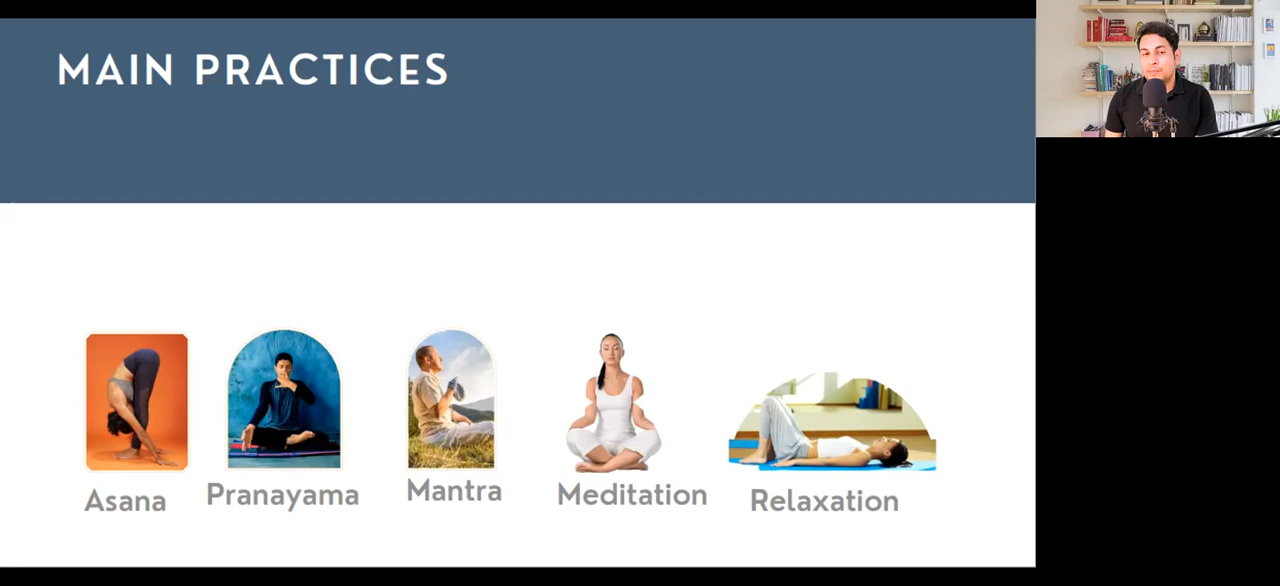 MAIN PRACTICES
Asana
Pranayama
Mantra
Meditation
Relaxation